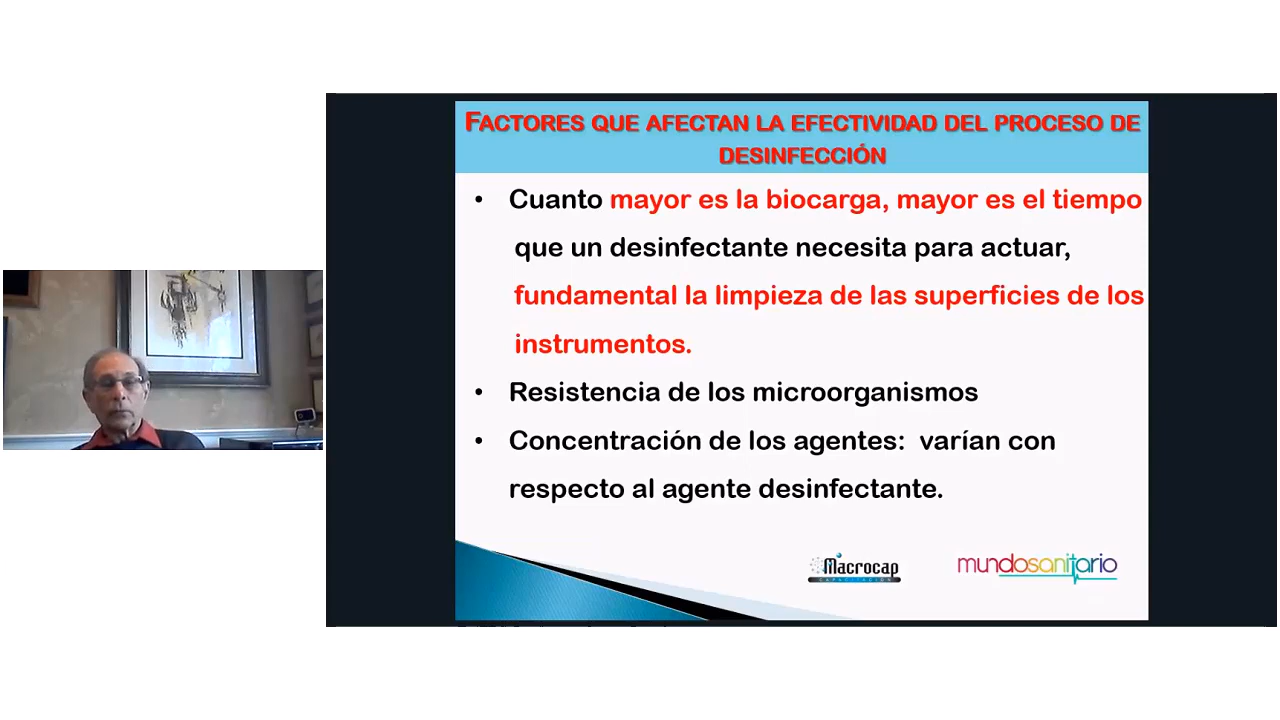 FACTORES QUE AFECTAN LA EFECTIVIDAD DEL PROCESO DE
DESINFECCIÓN
• Cuanto mayor es la biocarga, mayor es el tiempo
que un desinfectante necesita para actuar,
fundamental la limpieza de las superficies de los
instrumentos.
• Resistencia de los microorganismos
• Concentración de los agentes: varían con
respecto al agente desinfectante.
Macrocap
CAPACITACIÓN
mundosanitario